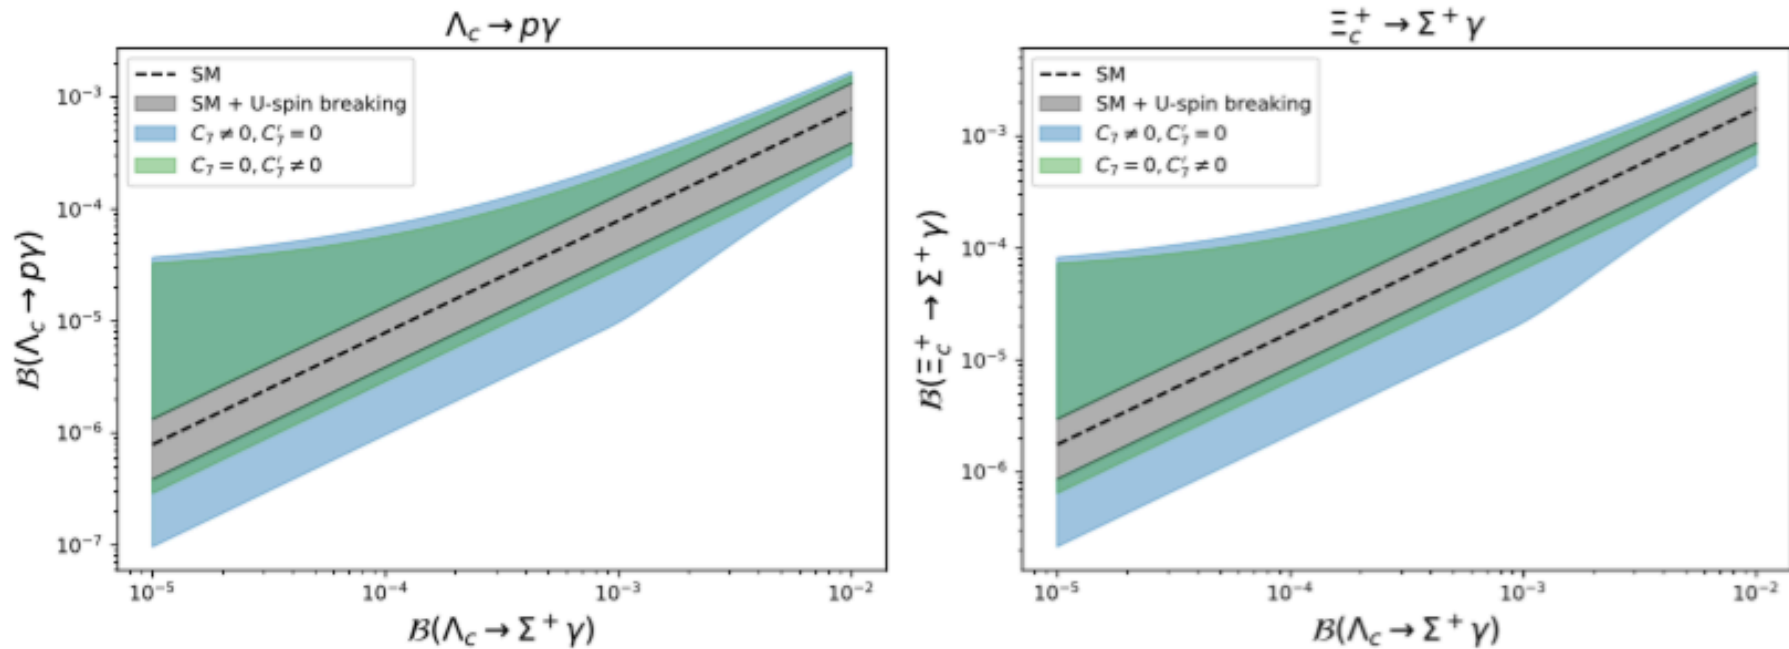 Λc → pγ
SM
SM + U-spin breaking
C₇ ≠ 0, C₇′ = 0
C₇ = 0, C₇′ ≠ 0
10⁻³
10⁻⁴
10⁻⁵
10⁻⁶
10⁻⁷
ℬ(Λc → pγ)
10⁻⁵ 10⁻⁴ 10⁻³ 10⁻²
ℬ(Λc → Σ⁺γ)
Ξc⁺ → Σ⁺γ
SM
SM + U-spin breaking
C₇ ≠ 0, C₇′ = 0
C₇ = 0, C₇′ ≠ 0
10⁻³
10⁻⁴
10⁻⁵
10⁻⁶
ℬ(Ξc⁺ → Σ⁺γ)
10⁻⁵ 10⁻⁴ 10⁻³ 10⁻²
ℬ(Λc → Σ⁺γ)